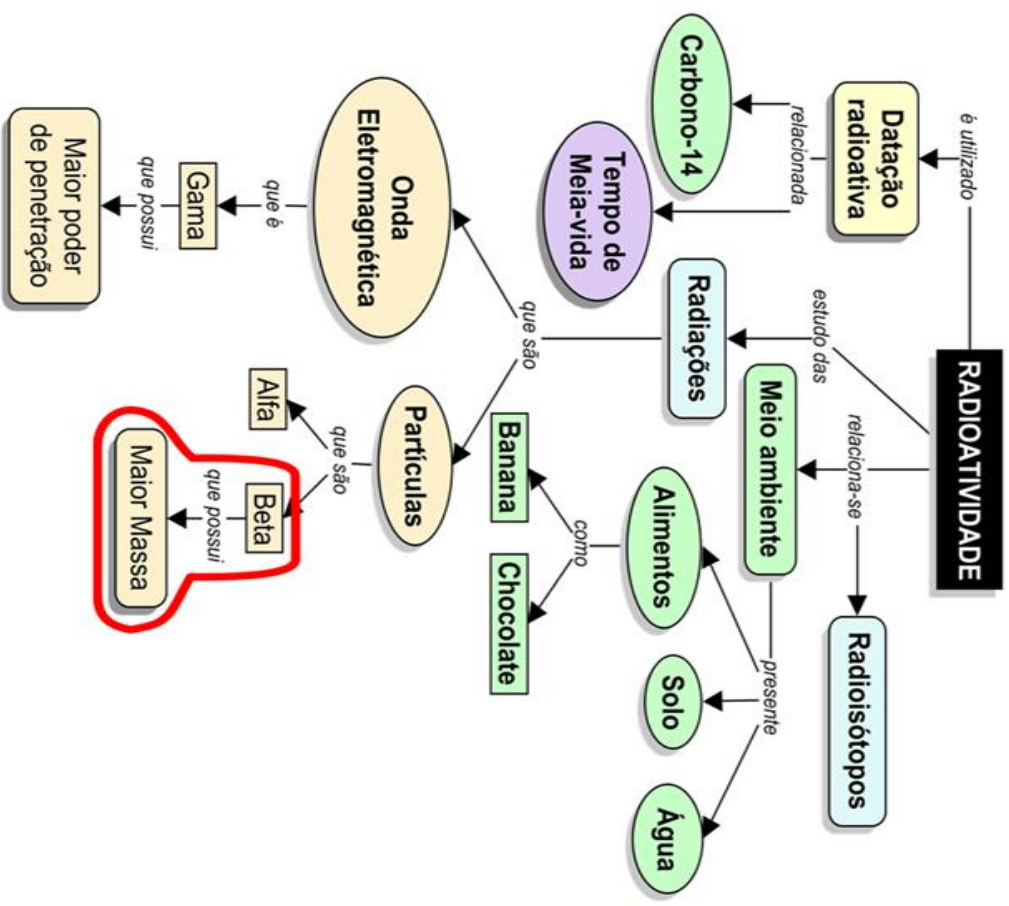 RADIOATIVIDADE
é utilizado
Datação
radioativa
relacionada
Carbono-14
Tempo de
Meia-vida
estudo das
Radiações
que são
Onda
Eletromagnética
que é
Gama
que possui
Maior poder
de penetração
Partículas
que são
Alfa
Beta
que possui
Maior Massa
relaciona-se
Meio ambiente
Radioisótopos
presente
Alimentos
Solo
Água
como
Banana
Chocolate